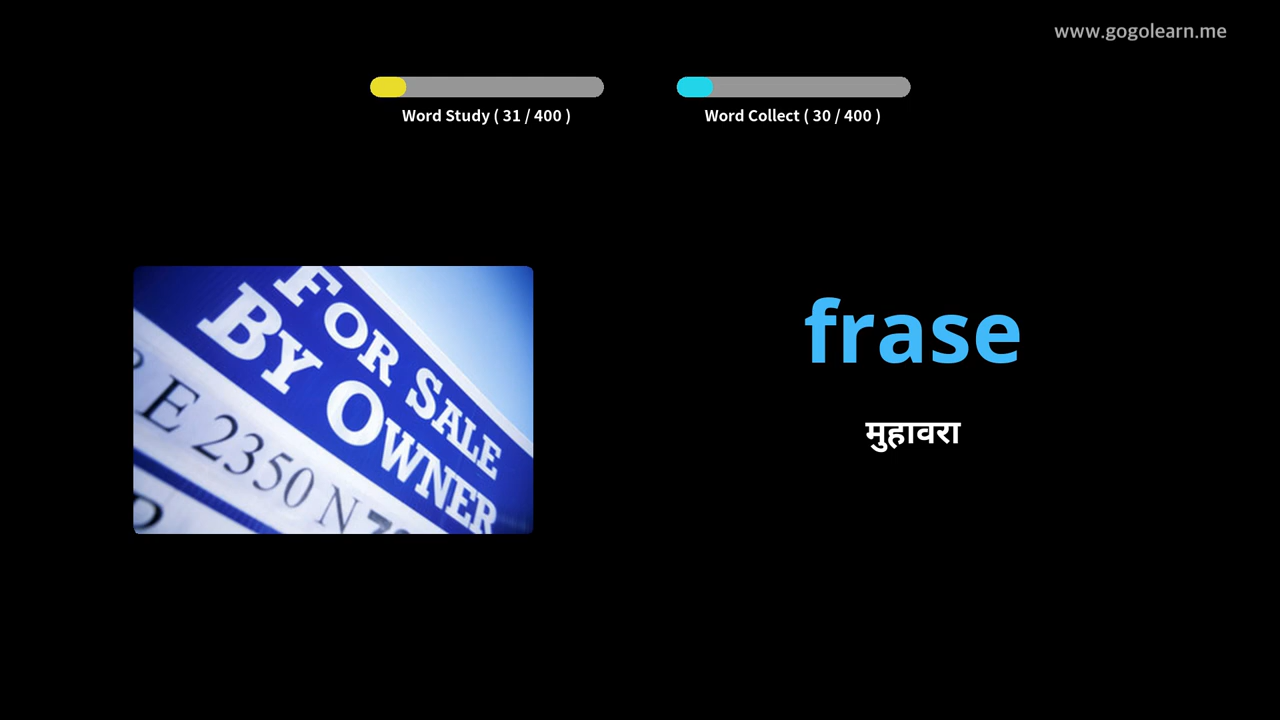 www.gogolearn.me
Word Study ( 31 / 400 )
Word Collect ( 30 / 400 )
FOR SALE
BY OWNER
E 2350 N
frase
मुहावरा